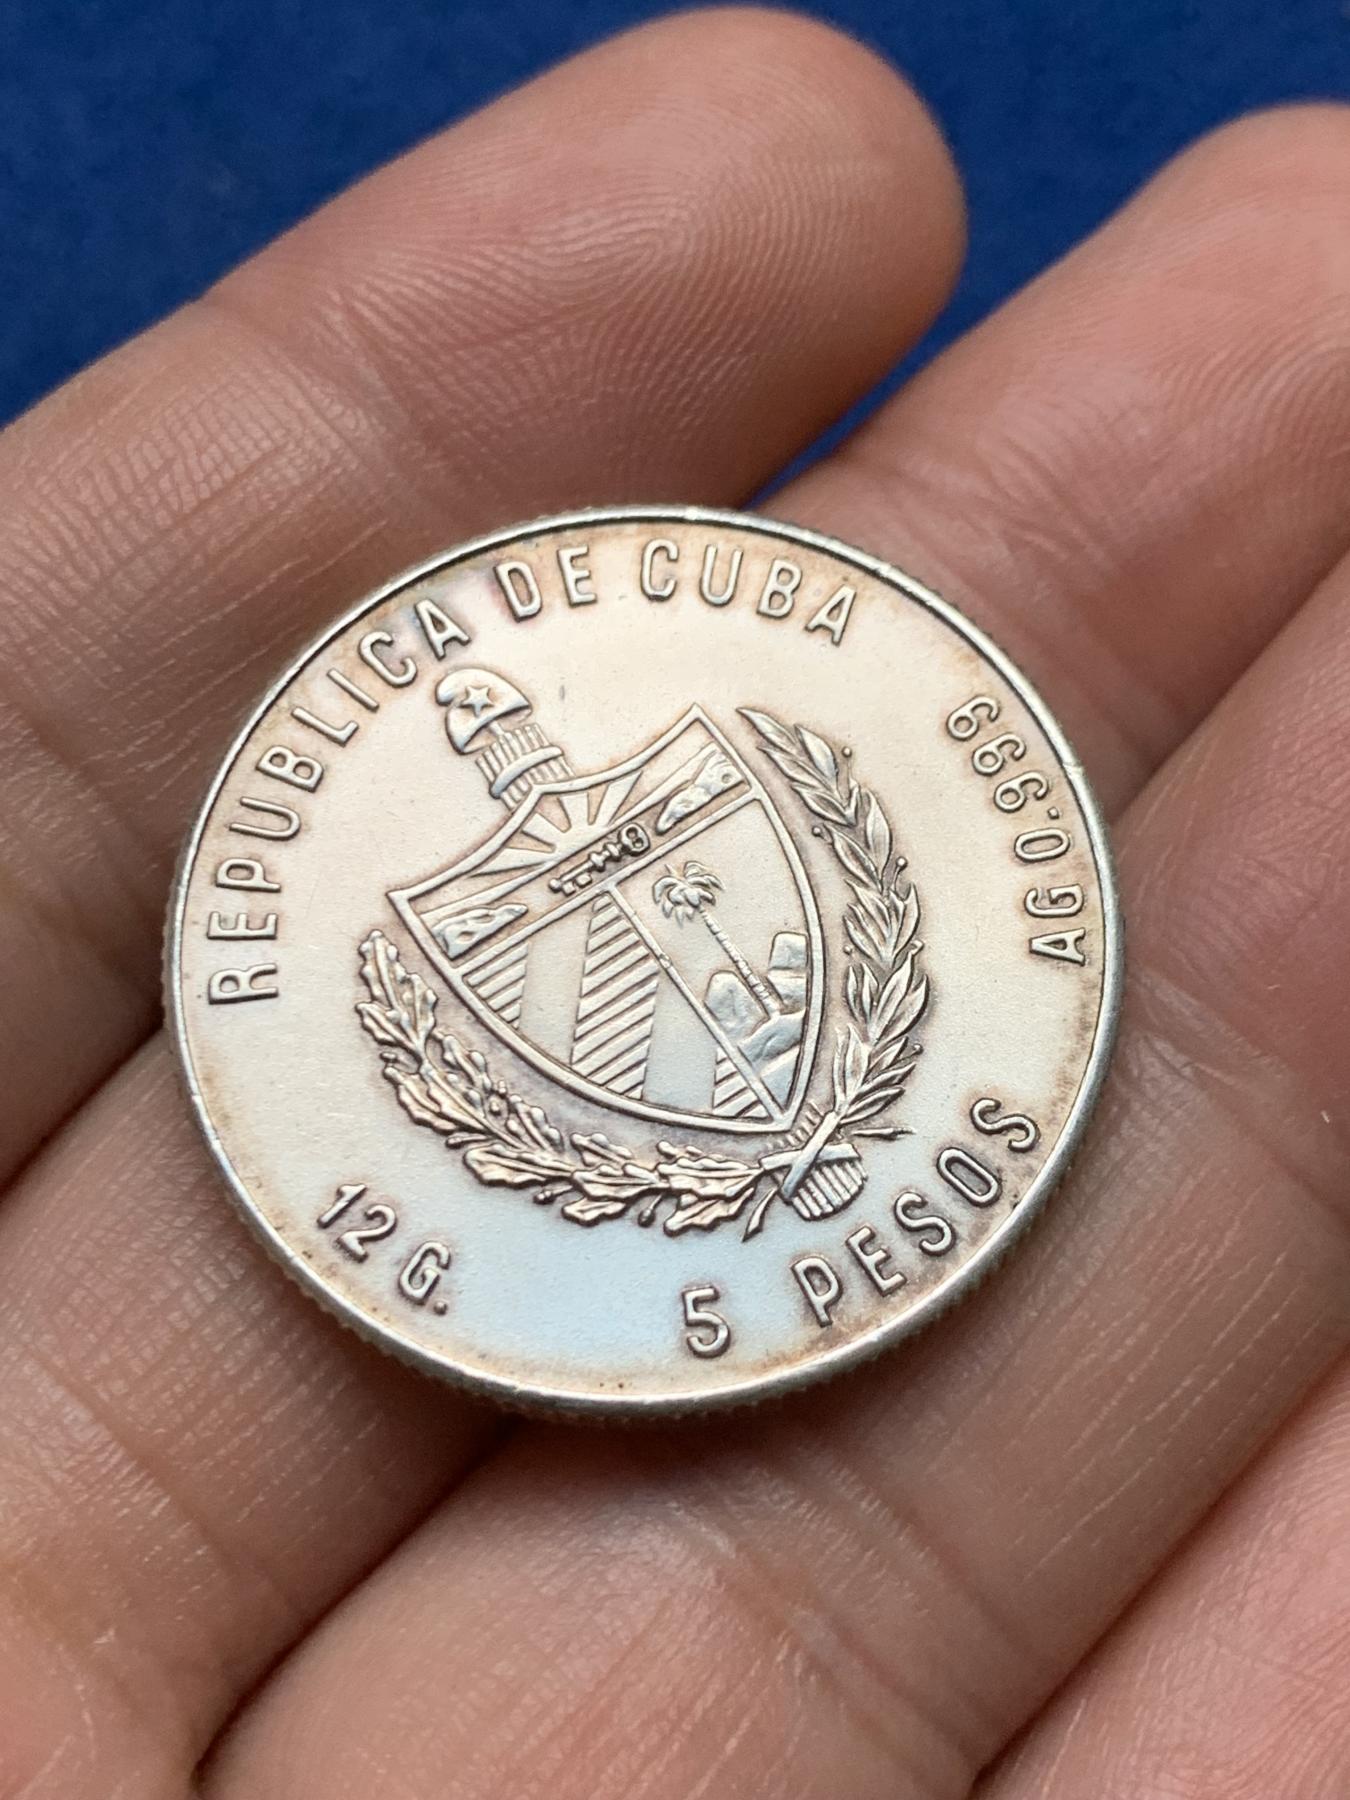 REPUBLICA DE CUBA
AG 0.999
12 G.
5 PESOS